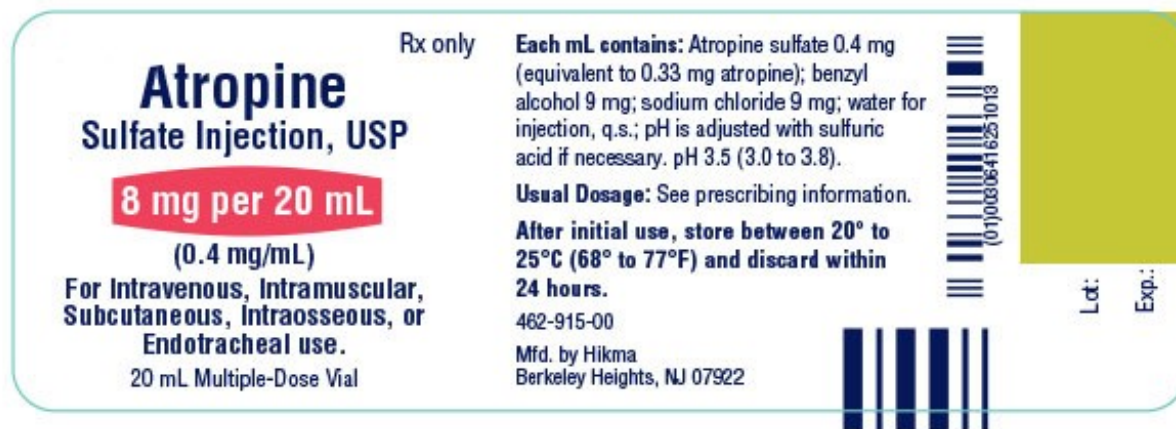 Rx only
Atropine
Sulfate Injection, USP
8 mg per 20 mL
(0.4 mg/mL)
For Intravenous, Intramuscular,
Subcutaneous, Intraosseous, or
Endotracheal use.
20 mL Multiple-Dose Vial
Each mL contains: Atropine sulfate 0.4 mg
(equivalent to 0.33 mg atropine); benzyl
alcohol 9 mg; sodium chloride 9 mg; water for
injection, q.s.; pH is adjusted with sulfuric
acid if necessary. pH 3.5 (3.0 to 3.8).
Usual Dosage: See prescribing information.
After initial use, store between 20° to
25°C (68° to 77°F) and discard within
24 hours.
462-915-00
Mfd. by Hikma
Berkeley Heights, NJ 07922
(01)00306416251013
Lot:
Exp.: